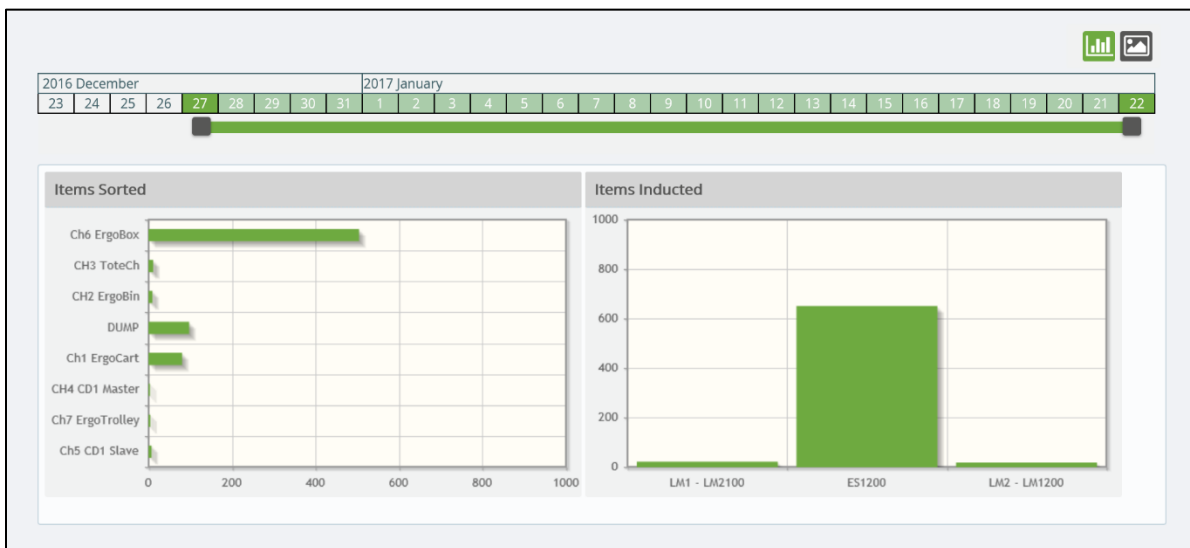 2016 December 2017 January
23 24 25 26 27 28 29 30 31 1 2 3 4 5 6 7 8 9 10 11 12 13 14 15 16 17 18 19 20 21 22
Items Sorted
Ch6 ErgoBox
CH3 ToteCh
CH2 ErgoBin
DUMP
Ch1 ErgoCart
CH4 CD1 Master
Ch7 ErgoTrolley
Ch5 CD1 Slave
0 200 400 600 800 1000
Items Inducted
1000
800
600
400
200
0
LM1 - LM2100 ES1200 LM2 - LM1200